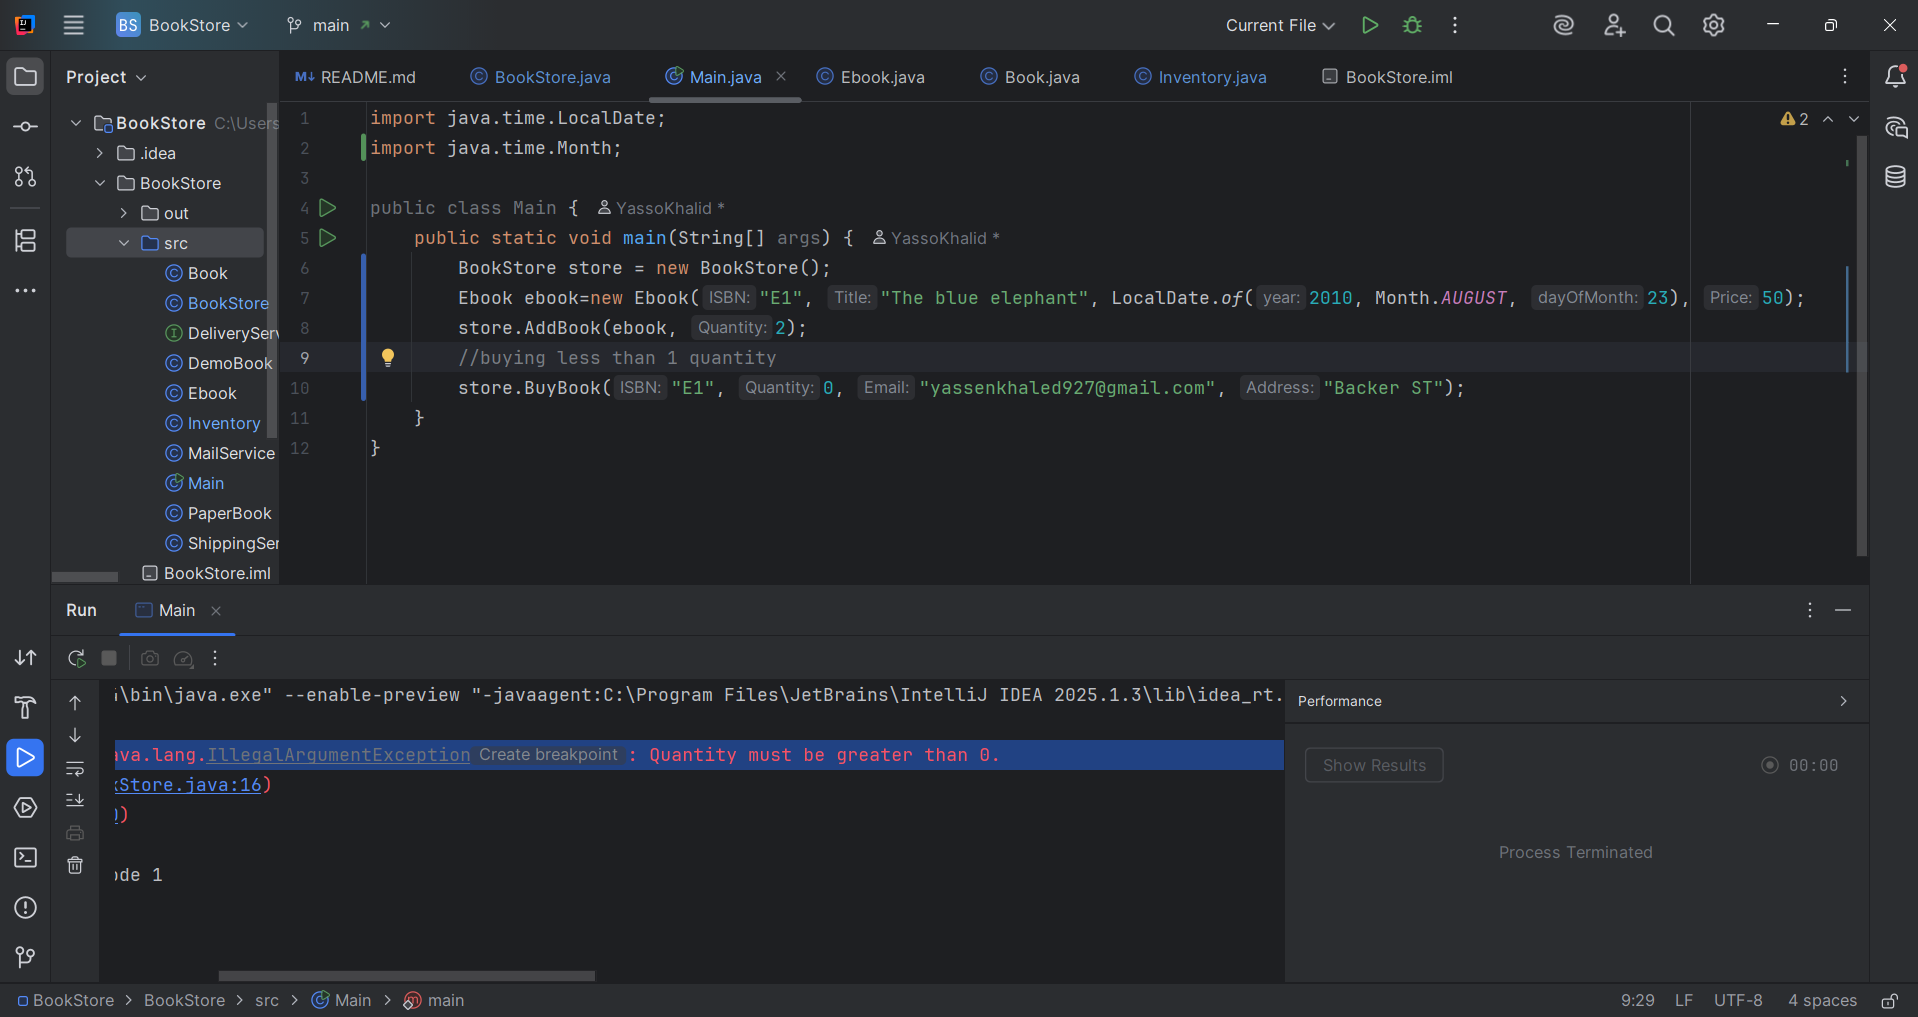 BS BookStore main Current File
Project
README.md BookStore.java Main.java Ebook.java Book.java Inventory.java BookStore.iml
BookStore C:\Users
.idea
BookStore
out
src
Book
BookStore
DeliveryServ
DemoBook
Ebook
Inventory
MailService
Main
PaperBook
ShippingSer
BookStore.iml
2
1 import java.time.LocalDate;
2 import java.time.Month;
3
4 public class Main { YassoKhalid *
5 public static void main(String[] args) { YassoKhalid *
6 BookStore store = new BookStore();
7 Ebook ebook=new Ebook( ISBN: "E1", Title: "The blue elephant", LocalDate.of( year: 2010, Month.AUGUST, dayOfMonth: 23), Price: 50);
8 store.AddBook(ebook, Quantity: 2);
9 //buying less than 1 quantity
10 store.BuyBook( ISBN: "E1", Quantity: 0, Email: "yassenkhaled927@gmail.com", Address: "Backer ST");
11 }
12 }
Run Main
\bin\java.exe" --enable-preview "-javaagent:C:\Program Files\JetBrains\IntelliJ IDEA 2025.1.3\lib\idea_rt.
ava.lang.IllegalArgumentException Create breakpoint : Quantity must be greater than 0.
kStore.java:16)
)
ode 1
Performance
Show Results 00:00
Process Terminated
BookStore > BookStore > src > Main > main 9:29 LF UTF-8 4 spaces